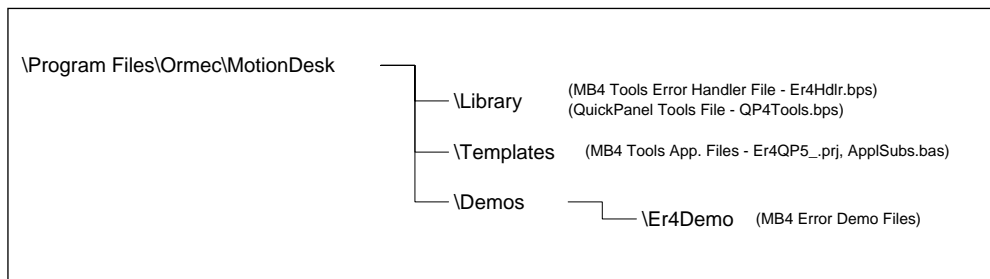 \Program Files\Ormec\MotionDesk
\Library
(MB4 Tools Error Handler File - Er4Hdlr.bps)
(QuickPanel Tools File - QP4Tools.bps)
\Templates
(MB4 Tools App. Files - Er4QP5_.prj, ApplSubs.bas)
\Demos
\Er4Demo
(MB4 Error Demo Files)